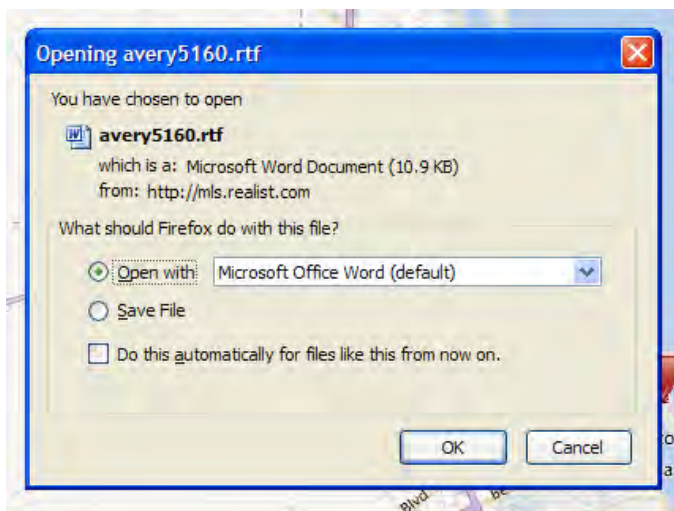 Opening avery5160.rtf
You have chosen to open
avery5160.rtf
which is a: Microsoft Word Document (10.9 KB)
from: http://mls.realist.com
What should Firefox do with this file?
Open with
Microsoft Office Word (default)
Save File
Do this automatically for files like this from now on.
OK
Cancel
Blvd